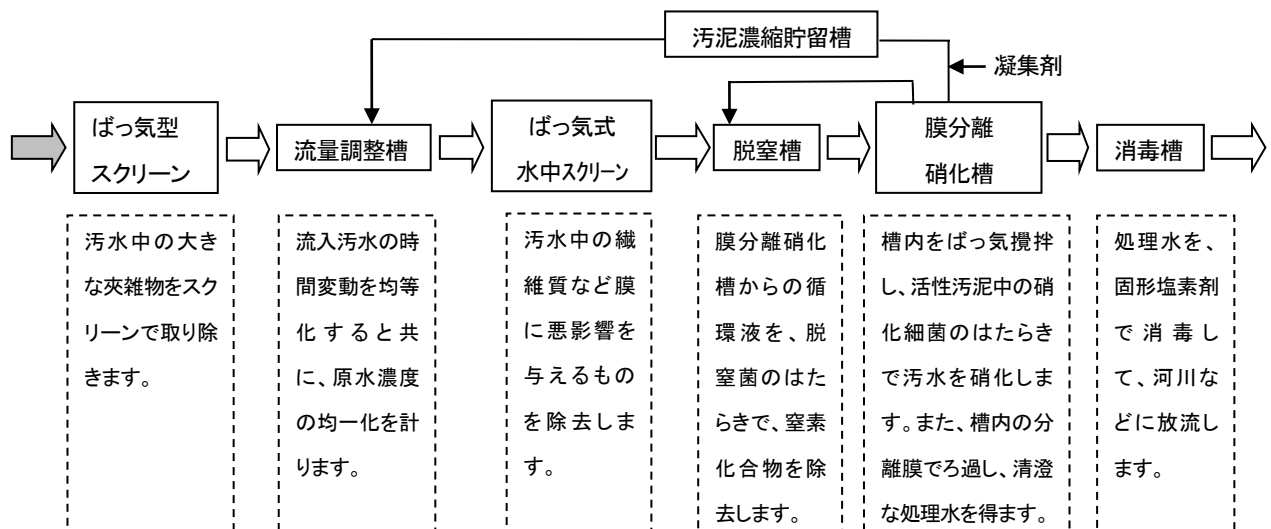 汚泥濃縮貯留槽
凝集剤
ばっ気型
スクリーン
流量調整槽
ばっ気式
水中スクリーン
脱窒槽
膜分離
硝化槽
消毒槽
汚水中の大き
な夾雑物をスク
リーンで取り除
きます。
流入汚水の時
間変動を均等
化すると共
に、原水濃度
の均一化を計
ります。
汚水中の繊
維質など膜
に悪影響を
与えるもの
を除去しま
す。
膜分離硝化
槽からの循
環液を、脱
窒菌のはた
らきで、窒素
化合物を除
去します。
槽内をばっ気攪拌
し、活性汚泥中の硝
化細菌のはたらき
で汚水を硝化しま
す。また、槽内の分
離膜でろ過し、清澄
な処理水を得ます。
処理水を、
固形塩素剤
で消毒し
て、河川な
どに放流し
ます。